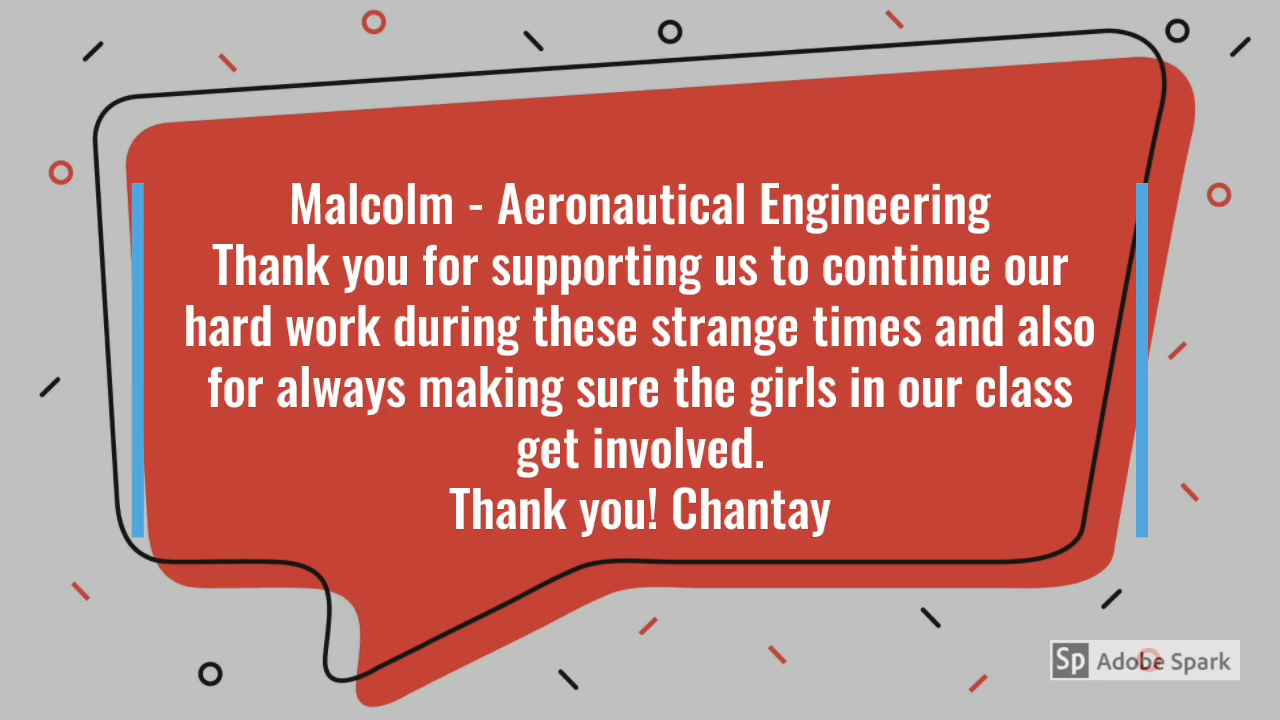 Malcolm - Aeronautical Engineering
Thank you for supporting us to continue our
hard work during these strange times and also
for always making sure the girls in our class
get involved.
Thank you! Chantay
Sp Adobe Spark